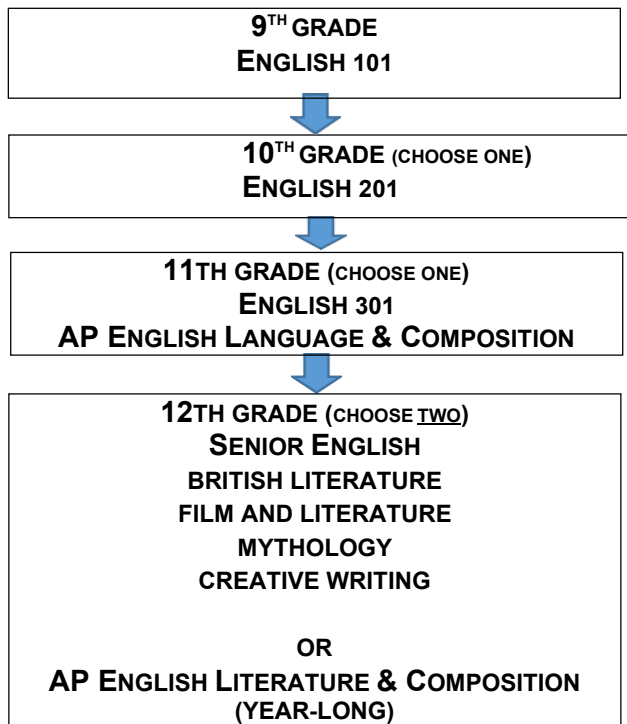 9TH GRADE
ENGLISH 101
10TH GRADE (CHOOSE ONE)
ENGLISH 201
11TH GRADE (CHOOSE ONE)
ENGLISH 301
AP ENGLISH LANGUAGE & COMPOSITION
12TH GRADE (CHOOSE TWO)
SENIOR ENGLISH
BRITISH LITERATURE
FILM AND LITERATURE
MYTHOLOGY
CREATIVE WRITING
OR
AP ENGLISH LITERATURE & COMPOSITION
(YEAR-LONG)